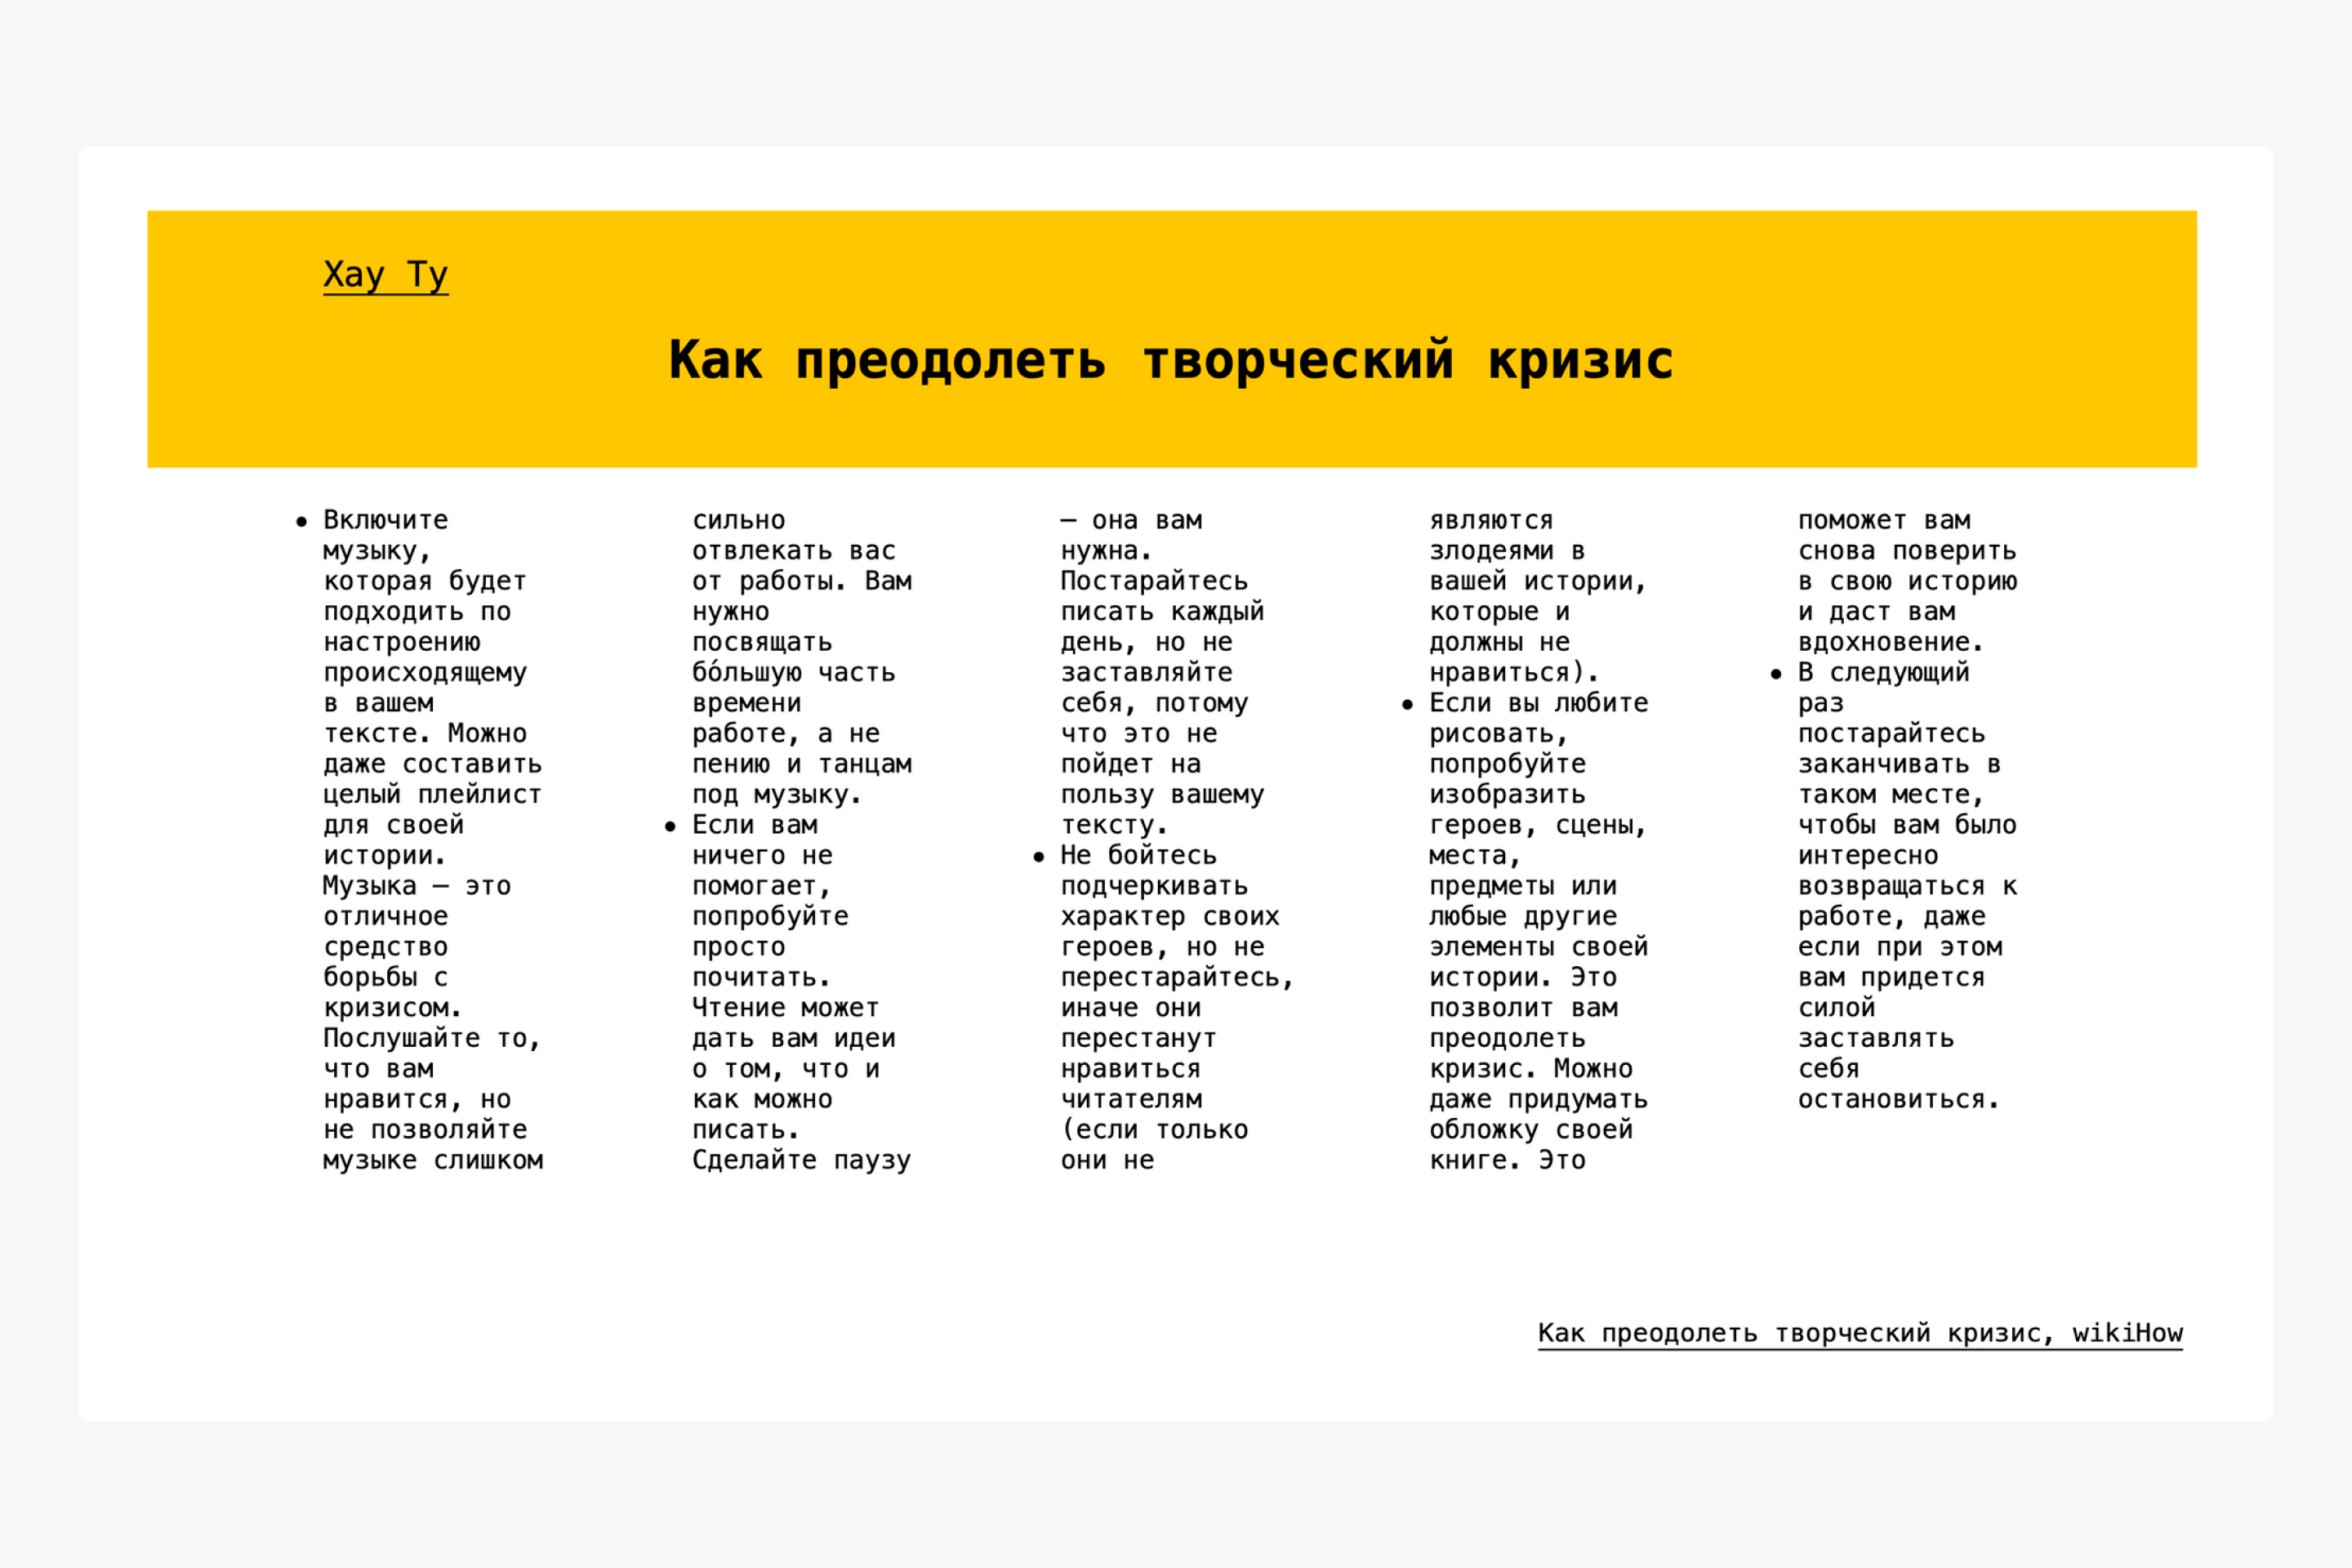 Хау Ту
Как преодолеть творческий кризис
• Включите
музыку,
которая будет
подходить по
настроению
происходящему
в вашем
тексте. Можно
даже составить
целый плейлист
для своей
истории.
Музыка — это
отличное
средство
борьбы с
кризисом.
Послушайте то,
что вам
нравится, но
не позволяйте
музыке слишком
сильно
отвлекать вас
от работы. Вам
нужно
посвящать
бо́льшую часть
времени
работе, а не
пению и танцам
под музыку.
• Если вам
ничего не
помогает,
попробуйте
просто
почитать.
Чтение может
дать вам идеи
о том, что и
как можно
писать.
Сделайте паузу
— она вам
нужна.
Постарайтесь
писать каждый
день, но не
заставляйте
себя, потому
что это не
пойдет на
пользу вашему
тексту.
• Не бойтесь
подчеркивать
характер своих
героев, но не
перестарайтесь,
иначе они
перестанут
нравиться
читателям
(если только
они не
являются
злодеями в
вашей истории,
которые и
должны не
нравиться).
• Если вы любите
рисовать,
попробуйте
изобразить
героев, сцены,
места,
предметы или
любые другие
элементы своей
истории. Это
позволит вам
преодолеть
кризис. Можно
даже придумать
обложку своей
книге. Это
поможет вам
снова поверить
в свою историю
и даст вам
вдохновение.
• В следующий
раз
постарайтесь
заканчивать в
таком месте,
чтобы вам было
интересно
возвращаться к
работе, даже
если при этом
вам придется
силой
заставлять
себя
остановиться.
Как преодолеть творческий кризис, wikiHow